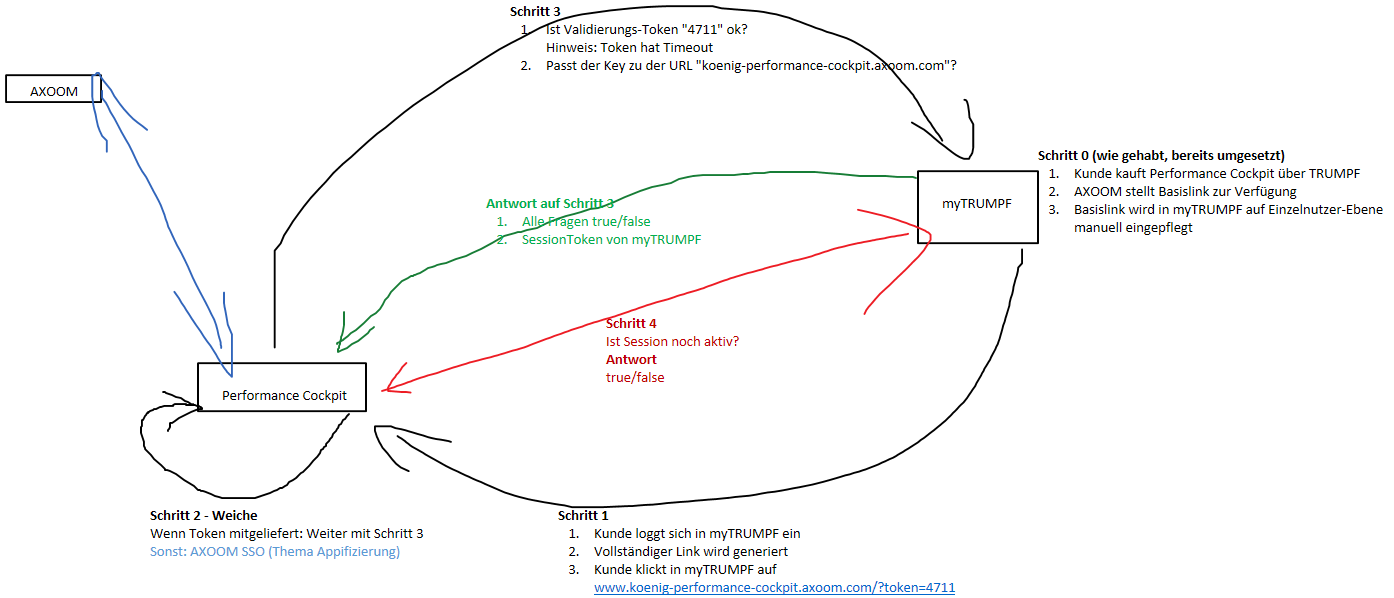 Schritt 3
1. Ist Validierungs-Token "4711" ok?
Hinweis: Token hat Timeout
2. Passt der Key zu der URL "koenig-performance-cockpit.axoom.com"?
AXOOM
Schritt 0 (wie gehabt, bereits umgesetzt)
1. Kunde kauft Performance Cockpit über TRUMPF
2. AXOOM stellt Basislink zur Verfügung
3. Basislink wird in myTRUMPF auf Einzelnutzer-Ebene
manuell eingepflegt
myTRUMPF
Antwort auf Schritt 3
1. Alle Fragen true/false
2. SessionToken von myTRUMPF
Schritt 4
Ist Session noch aktiv?
Antwort
true/false
Performance Cockpit
Schritt 2 - Weiche
Wenn Token mitgeliefert: Weiter mit Schritt 3
Sonst: AXOOM SSO (Thema Appifizierung)
Schritt 1
1. Kunde loggt sich in myTRUMPF ein
2. Vollständiger Link wird generiert
3. Kunde klickt in myTRUMPF auf
www.koenig-performance-cockpit.axoom.com/?token=4711